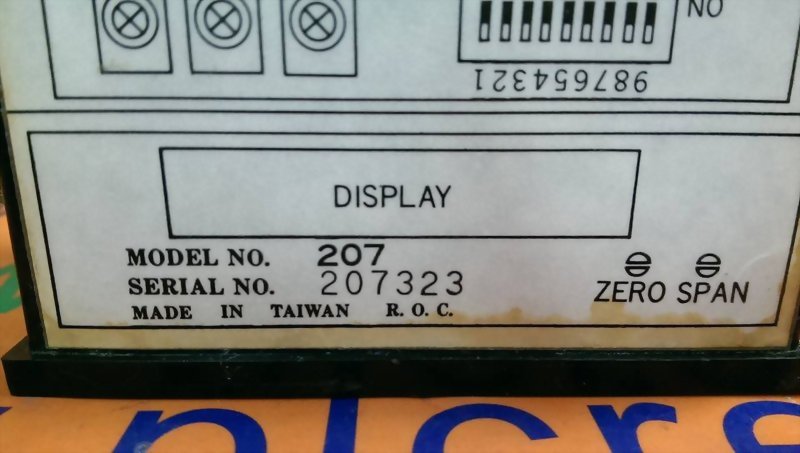 NO
987654321
DISPLAY
MODEL NO. 207
SERIAL NO. 207323
MADE IN TAIWAN R. O. C.
ZERO SPAN